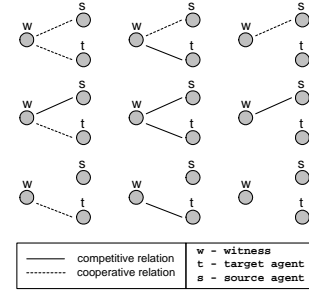 s s s
w w w
t t t
s s s
w w w
t t t
s s s
w w w
t t t
competitive relation
cooperative relation
w - witness
t - target agent
s - source agent